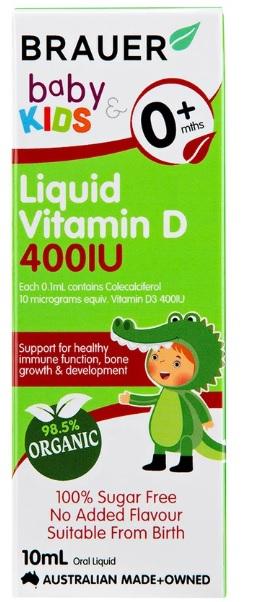 BRAUER
baby
& 
KIDS
0+
mths
Liquid
Vitamin D
400IU
Each 0.1mL contains Colecalciferol
10 micrograms equiv. Vitamin D3 400IU
Support for healthy
immune function, bone
growth & development
98.5%
ORGANIC
100% Sugar Free
No Added Flavour
Suitable From Birth
10mL Oral Liquid
AUSTRALIAN MADE+OWNED